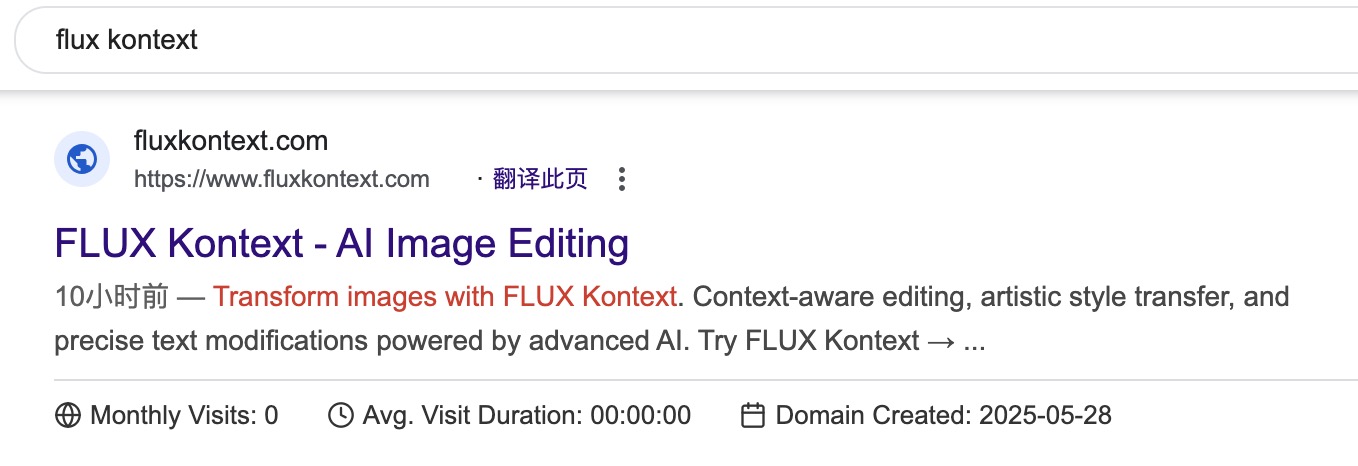 flux kontext
fluxkontext.com
https://www.fluxkontext.com · 翻译此页
FLUX Kontext - AI Image Editing
10小时前 — Transform images with FLUX Kontext. Context-aware editing, artistic style transfer, and
precise text modifications powered by advanced AI. Try FLUX Kontext → ...
Monthly Visits: 0 Avg. Visit Duration: 00:00:00 Domain Created: 2025-05-28